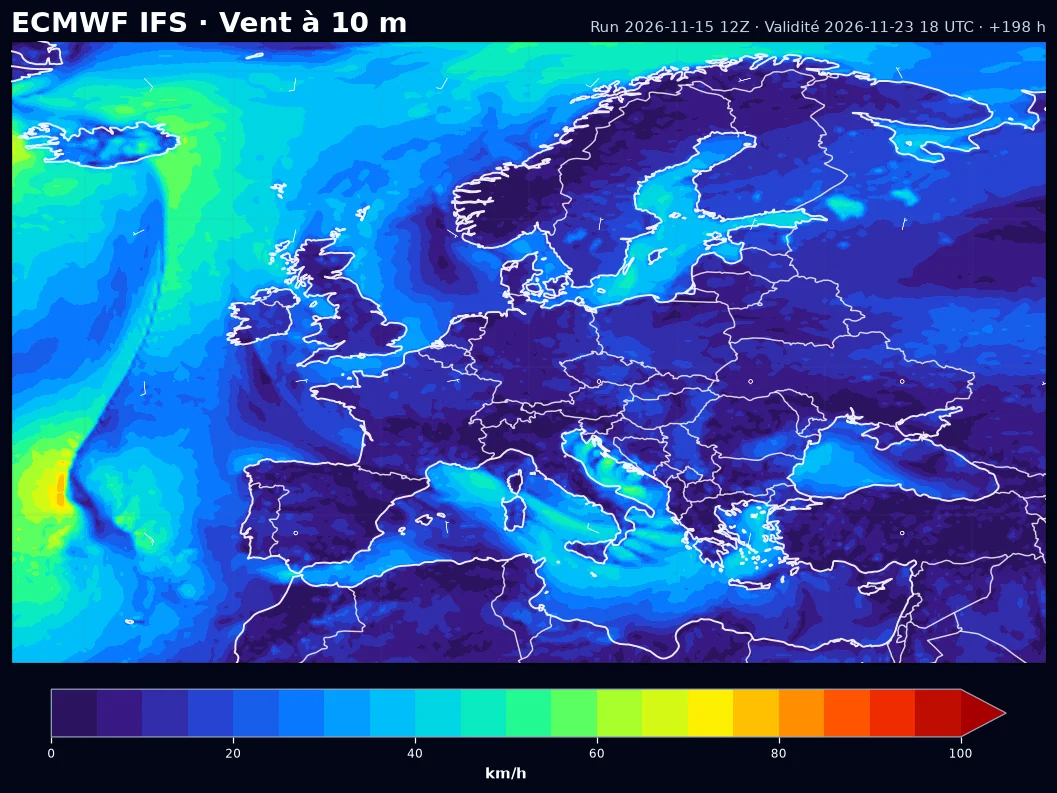 ECMWF IFS · Vent à 10 m
Run 2026-11-15 12Z · Validité 2026-11-23 18 UTC · +198 h
0 20 40 60 80 100
km/h